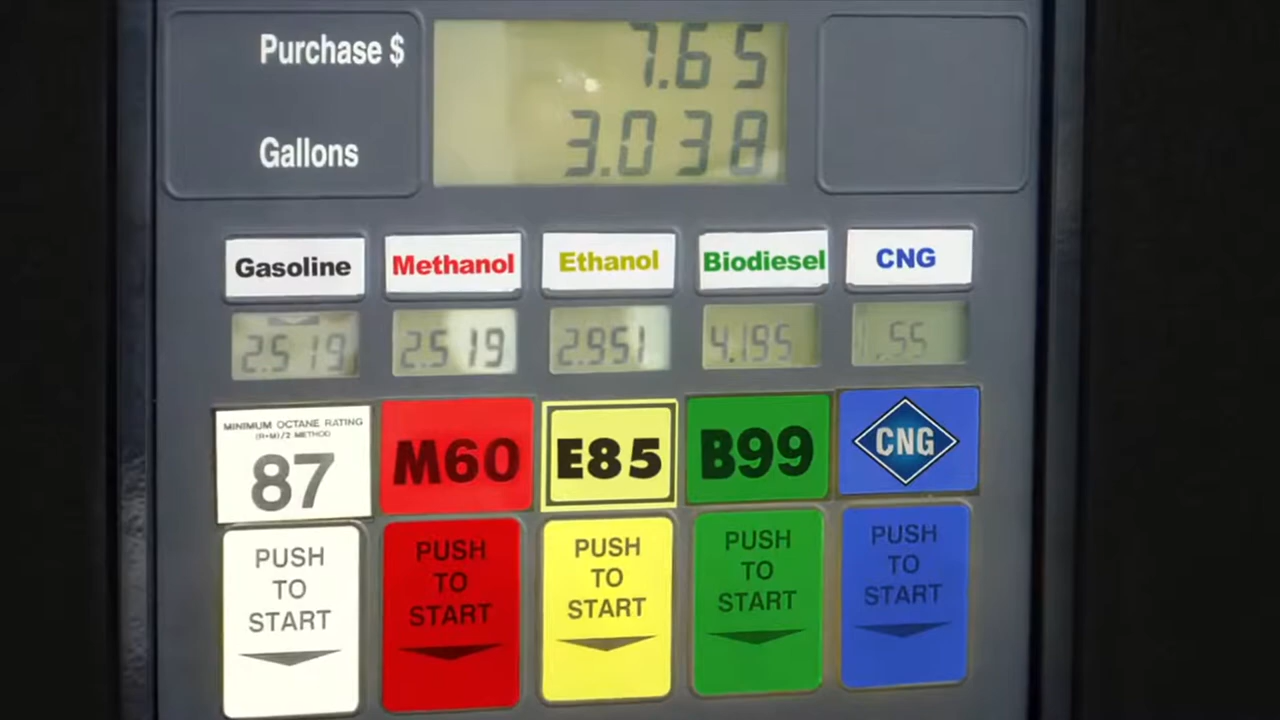 Purchase $
7.65
Gallons
3.038
Gasoline Methanol Ethanol Biodiesel CNG
2.519 2.519 2.951 4.195 .55
MINIMUM OCTANE RATING
(R+M)/2 METHOD
87
M60
E85
B99
CNG
PUSH
TO
START
PUSH
TO
START
PUSH
TO
START
PUSH
TO
START
PUSH
TO
START